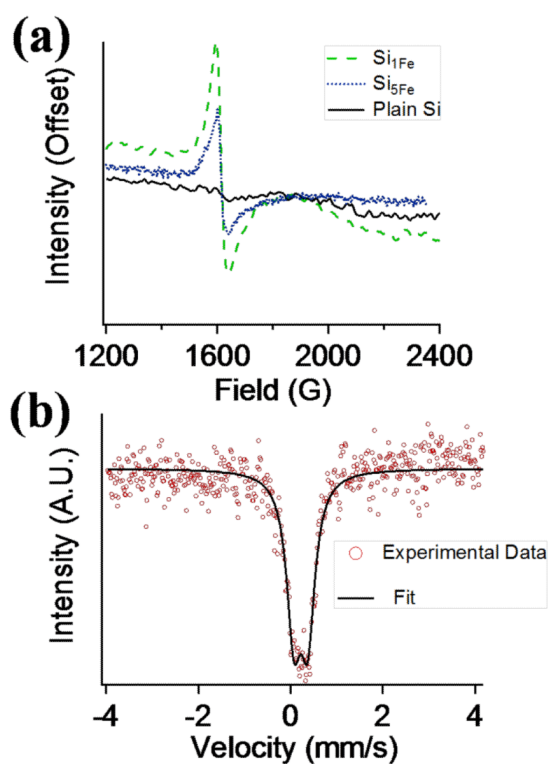 (a)
Si1Fe
Si5Fe
Plain Si
Intensity (Offset)
1200 1600 2000 2400
Field (G)
(b)
Intensity (A.U.)
Experimental Data
Fit
-4 -2 0 2 4
Velocity (mm/s)